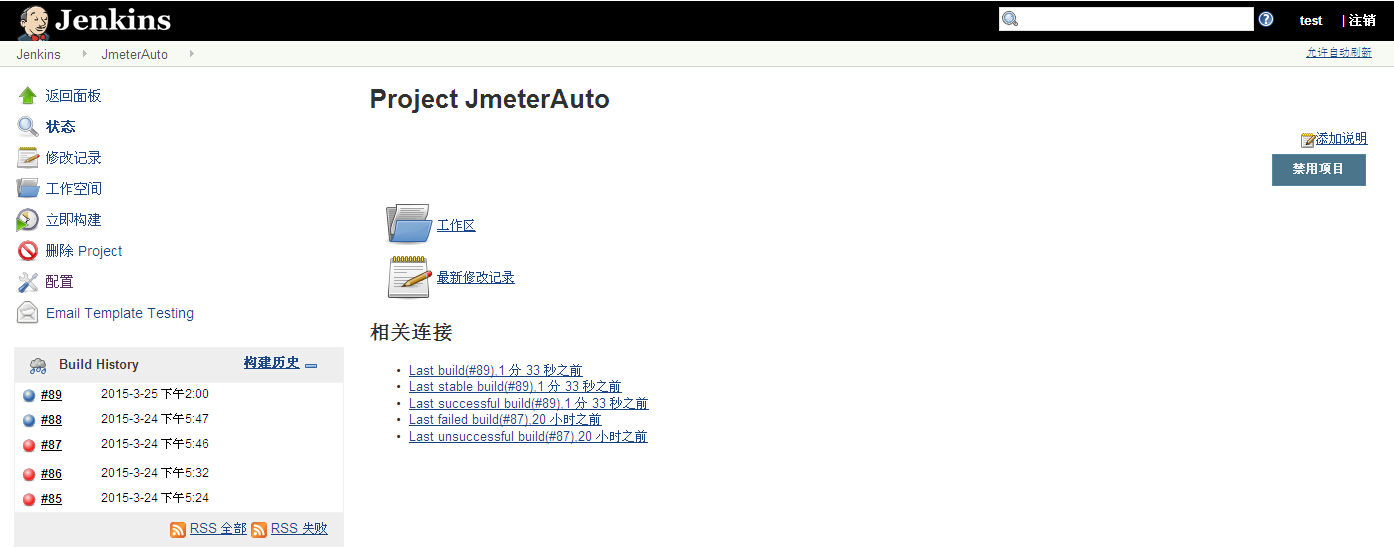 Jenkins
test | 注销
Jenkins JmeterAuto
允许自动刷新
返回面板
状态
修改记录
工作空间
立即构建
删除 Project
配置
Email Template Testing
Build History 构建历史
#89 2015-3-25 下午2:00
#88 2015-3-24 下午5:47
#87 2015-3-24 下午5:46
#86 2015-3-24 下午5:32
#85 2015-3-24 下午5:24
RSS 全部 RSS 失败
Project JmeterAuto
添加说明
禁用项目
工作区
最新修改记录
相关连接
• Last build(#89),1 分 33 秒之前
• Last stable build(#89),1 分 33 秒之前
• Last successful build(#89),1 分 33 秒之前
• Last failed build(#87),20 小时之前
• Last unsuccessful build(#87),20 小时之前